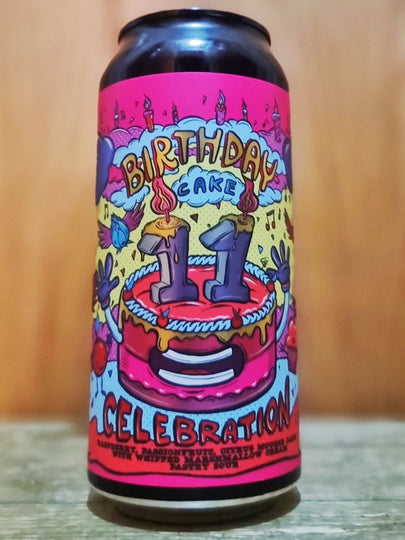 BIRTHDAY
CAKE
11
CELEBRATION
RASPBERRY, PASSIONFRUIT, CITRUS MOUSSE CAKE
WITH WHIPPED MARSHMALLOW CREAM
PASTRY SOUR